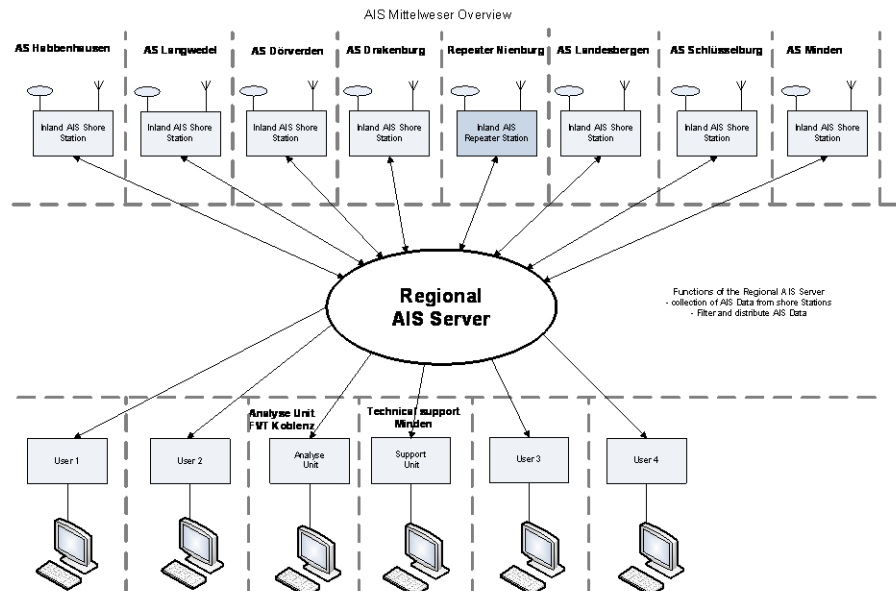 AIS Mittelweser Overview
AS Habbenhausen
AS Langwedel
AS Dörverden
AS Drakenburg
Repeater Nienburg
AS Landesbergen
AS Schlüsselburg
AS Minden
Inland AIS Shore
Station
Inland AIS Shore
Station
Inland AIS Shore
Station
Inland AIS Shore
Station
Inland AIS
Repeater Station
Inland AIS Shore
Station
Inland AIS Shore
Station
Inland AIS Shore
Station
Regional
AIS Server
Functions of the Regional AIS Server
- collection of AIS Data from shore Stations
- Filter and distribute AIS Data
Analyse Unit
FVT Koblenz
Technical support
Minden
User 1
User 2
Analyse
Unit
Support
Unit
User 3
User 4